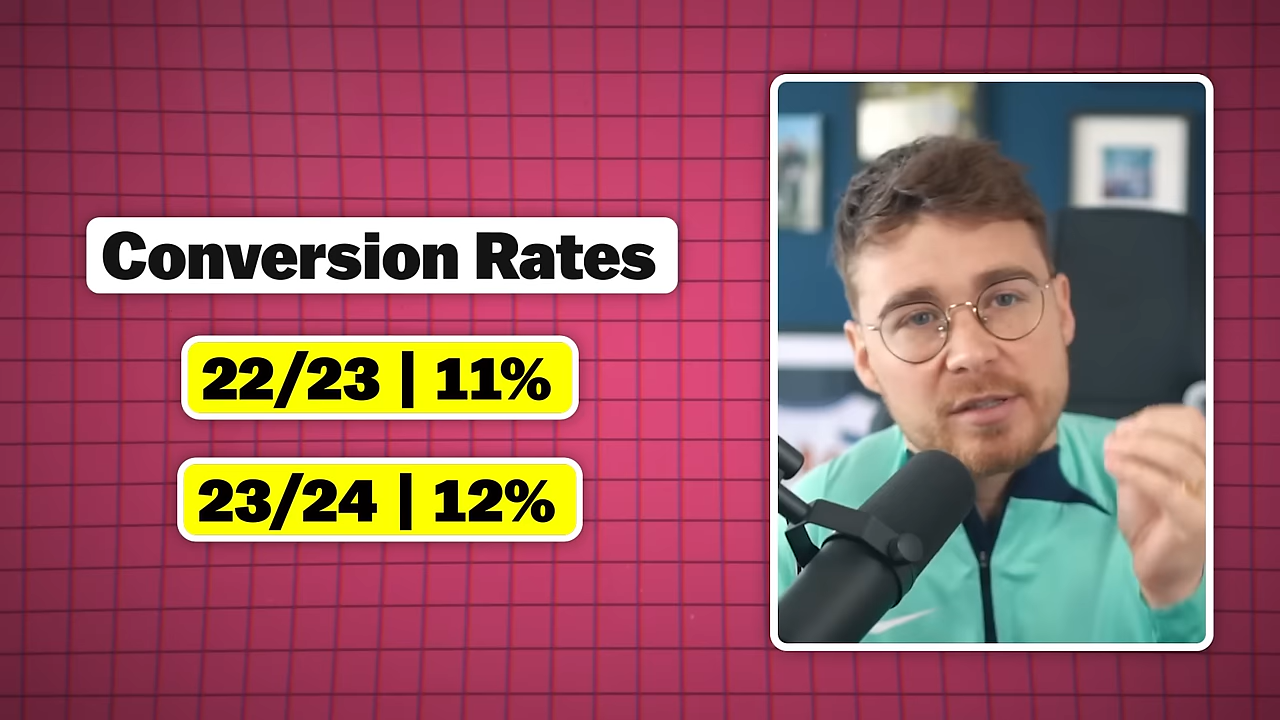 Conversion Rates
22/23 | 11%
23/24 | 12%